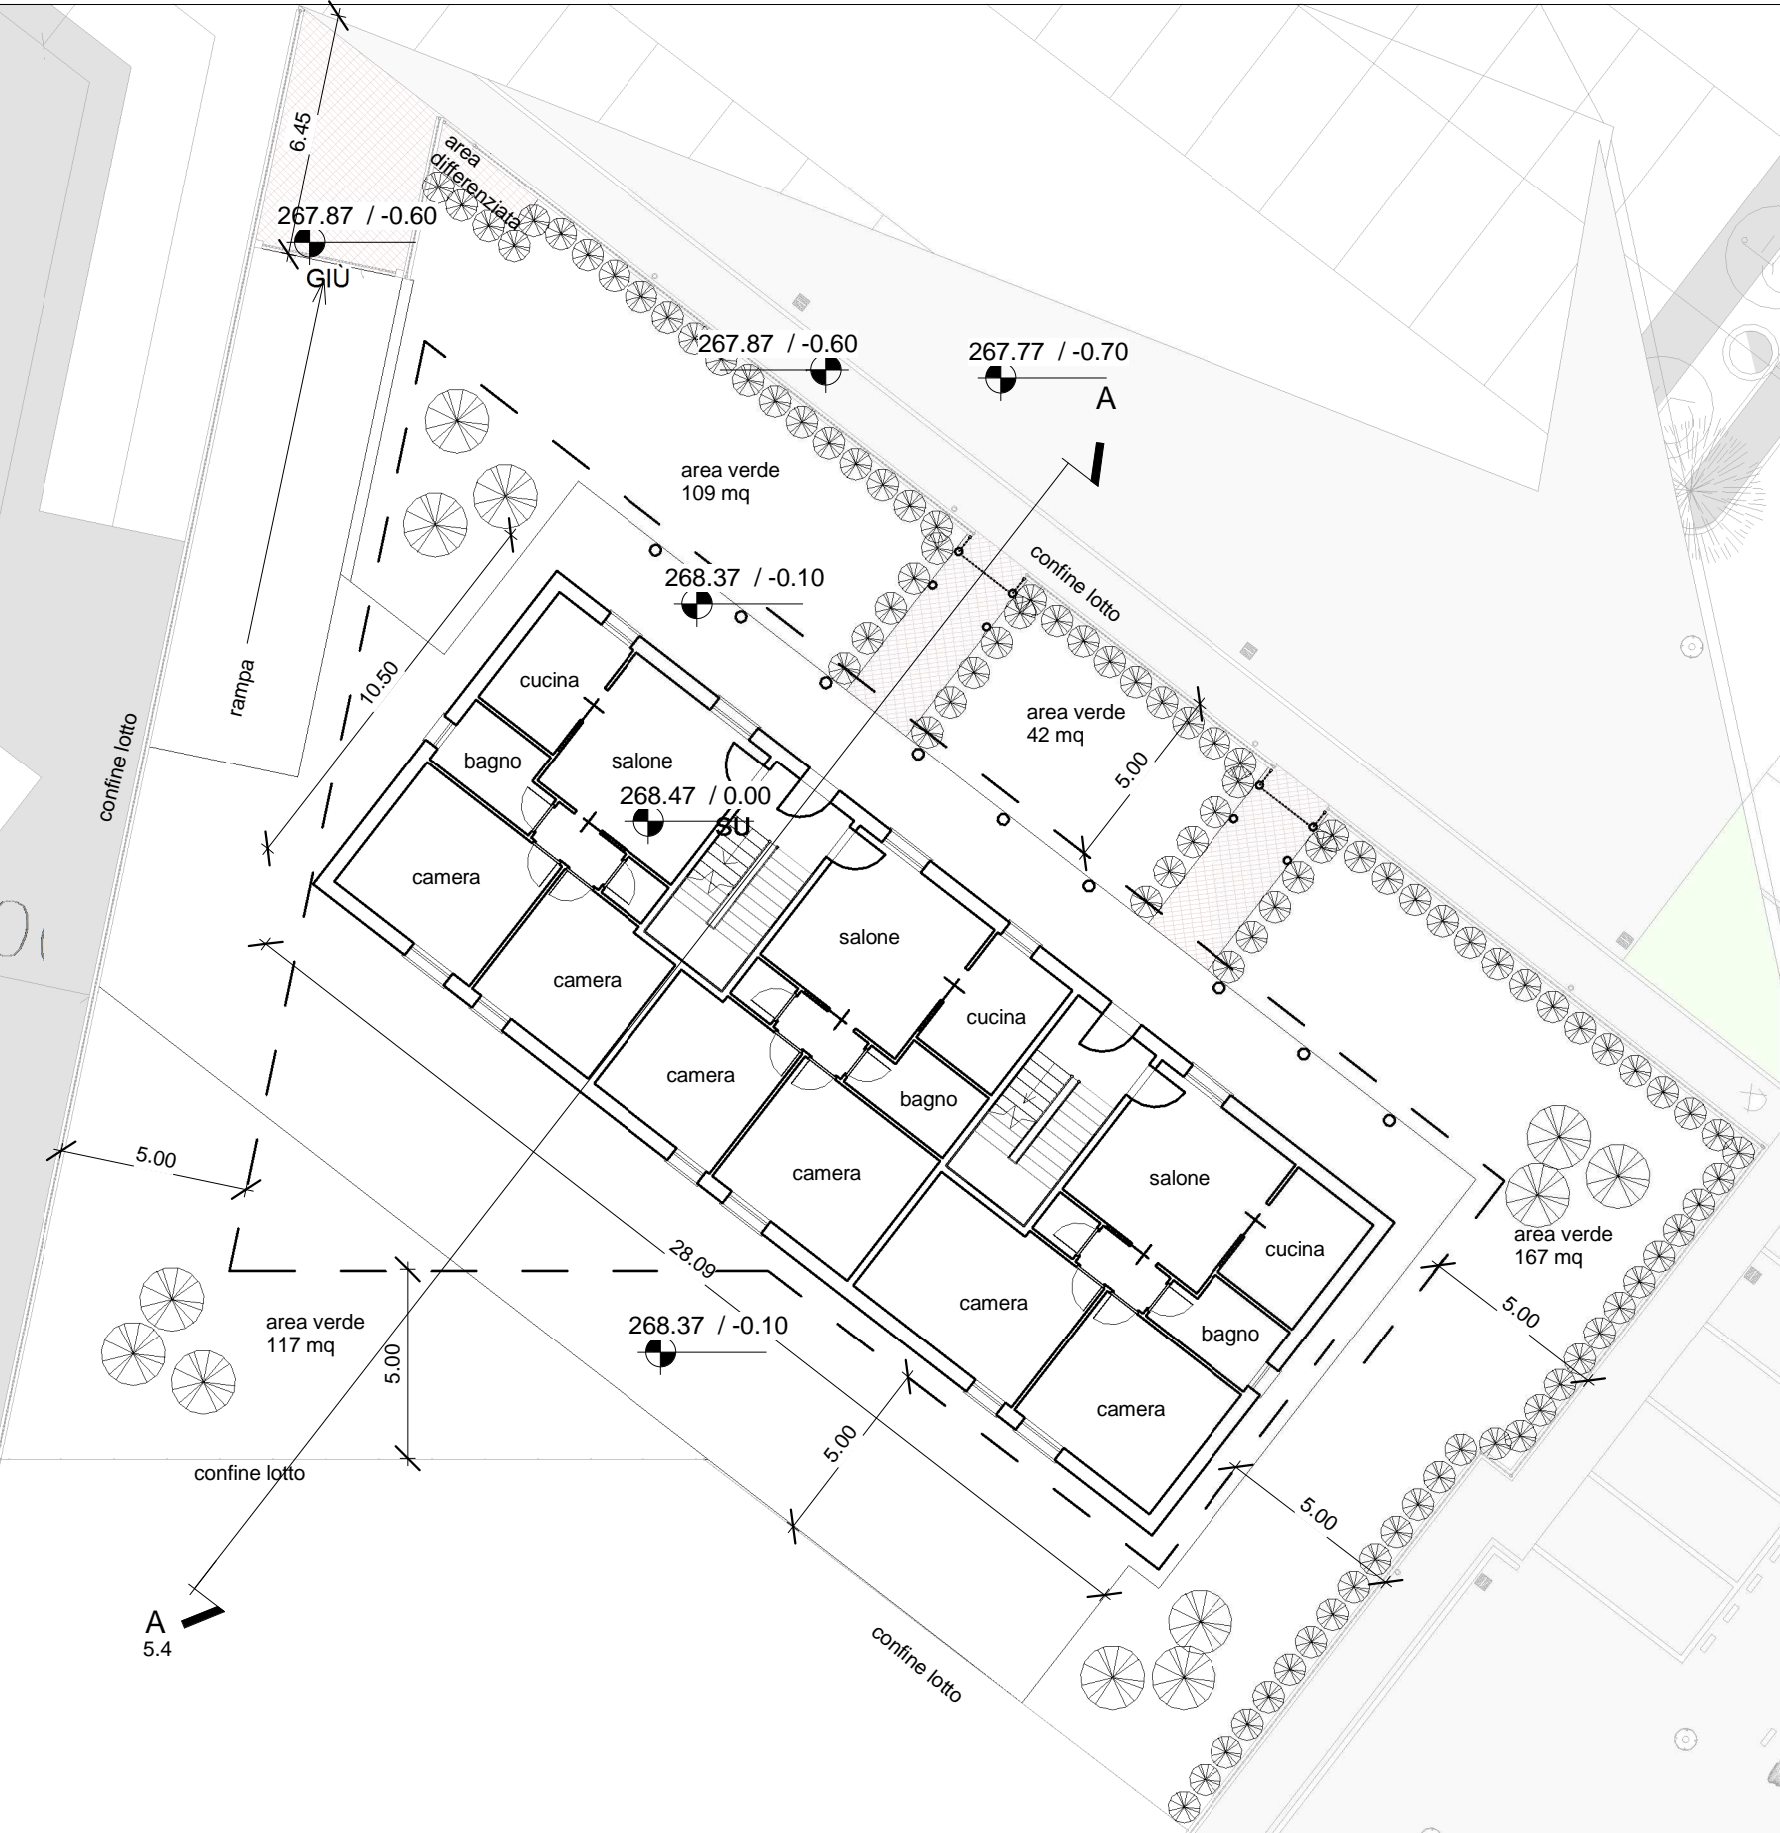 6.45
area
differenziata
267.87 / -0.60
GIÙ
267.87 / -0.60
267.77 / -0.70
A
area verde
109 mq
confine lotto
268.37 / -0.10
rampa
10.50
cucina
confine lotto
area verde
42 mq
bagno
salone
5.00
268.47 / 0.00
SU
camera
salone
camera
cucina
camera
bagno
5.00
camera
salone
area verde
167 mq
cucina
28.09
camera
5.00
area verde
117 mq
268.37 / -0.10
bagno
5.00
camera
5.00
confine lotto
5.00
A
5.4
confine lotto